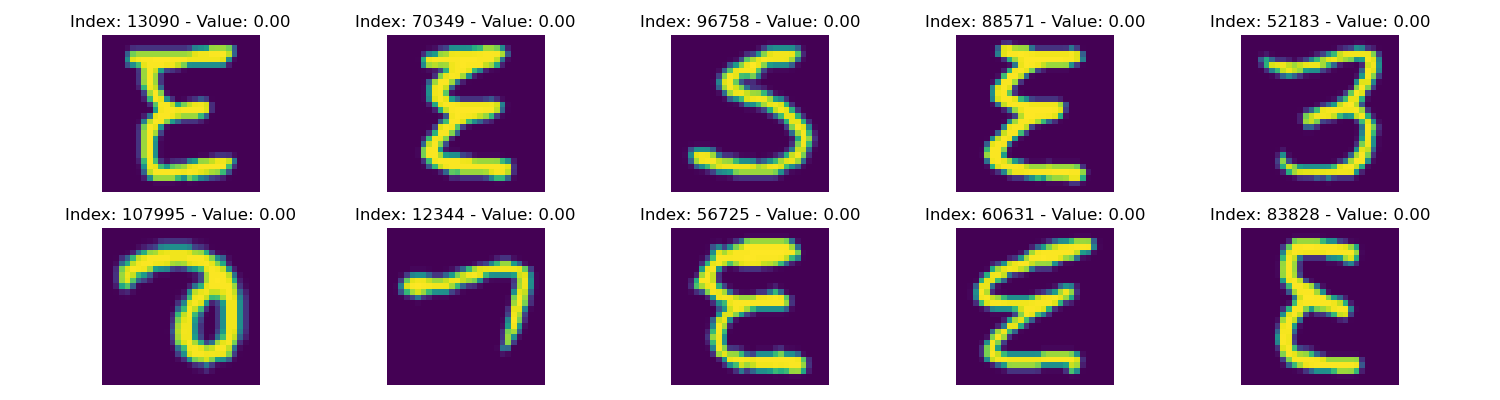 Index: 13090 - Value: 0.00
E
Index: 70349 - Value: 0.00
E
Index: 96758 - Value: 0.00
S
Index: 88571 - Value: 0.00
E
Index: 52183 - Value: 0.00
3
Index: 107995 - Value: 0.00
Index: 12344 - Value: 0.00
Index: 56725 - Value: 0.00
E
Index: 60631 - Value: 0.00
E
Index: 83828 - Value: 0.00
E